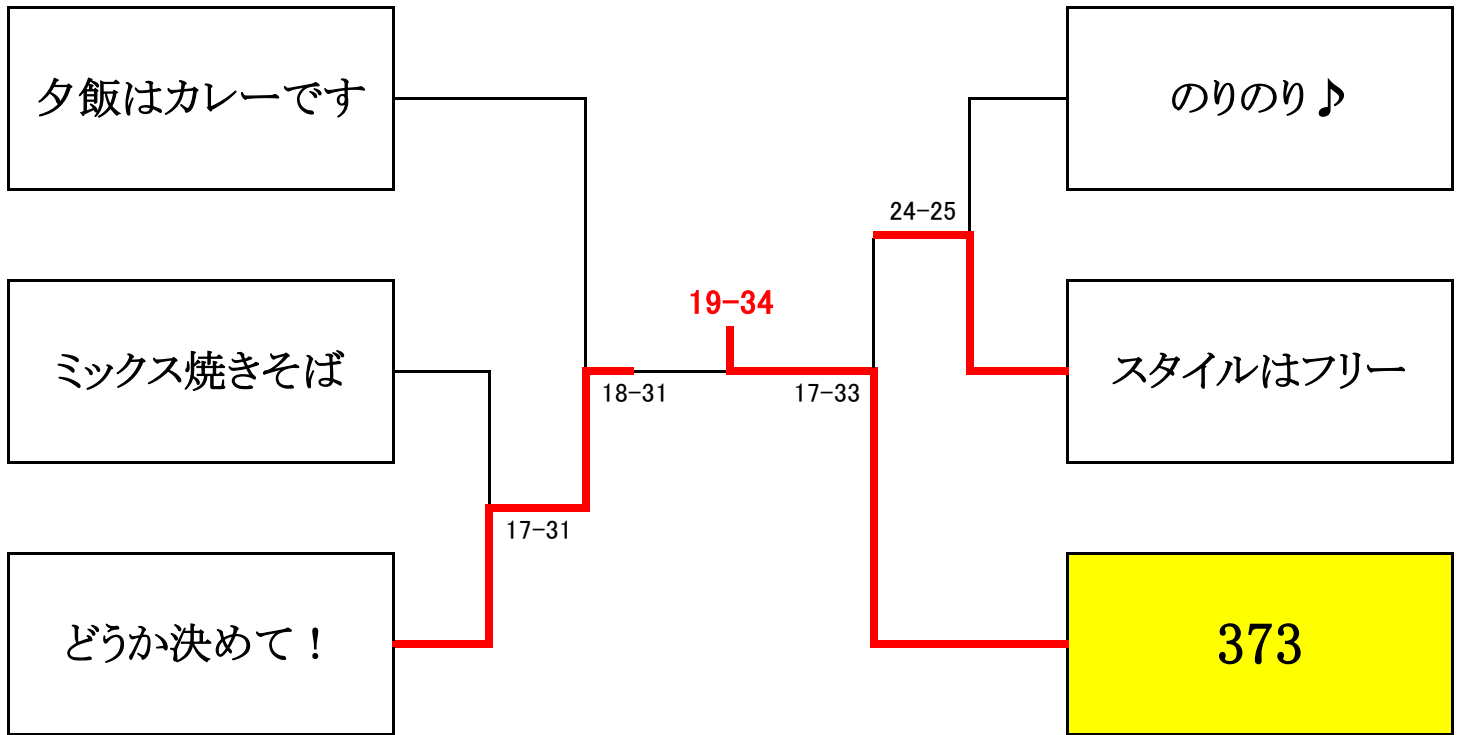 夕飯はカレーです
のりのり♪
24-25
19-34
ミックス焼きそば
スタイルはフリー
18-31
17-33
17-31
どうか決めて！
373